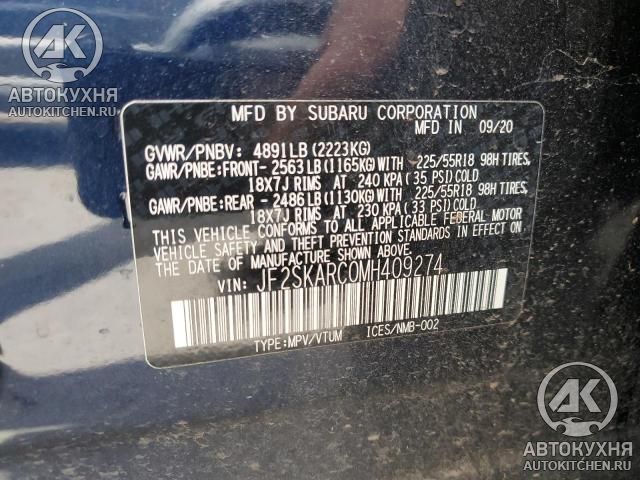 АК
АВТОКУХНЯ
AUTOKITCHEN.RU
MFD BY SUBARU CORPORATION
MFD IN 09/20
GVWR/PNBV: 4891LB(2223KG)
GAWR/PNBE:FRONT- 2563LB(1165KG)WITH 225/55R18 98H TIRES,
18X7J RIMS AT 240 KPA(35 PSI)COLD
GAWR/PNBE:REAR - 2486LB(1130KG)WITH 225/55R18 98H TIRES,
18X7J RIMS AT 230 KPA(33 PSI)COLD
THIS VEHICLE CONFORMS TO ALL APPLICABLE FEDERAL MOTOR
VEHICLE SAFETY AND THEFT PREVENTION STANDARDS IN EFFECT
ON THE DATE OF MANUFACTURE SHOWN ABOVE.
VIN: JF2SKARC0MH409274
TYPE:MPV/VTUM ICES/NMB-002
АК
АВТОКУХНЯ
AUTOKITCHEN.RU